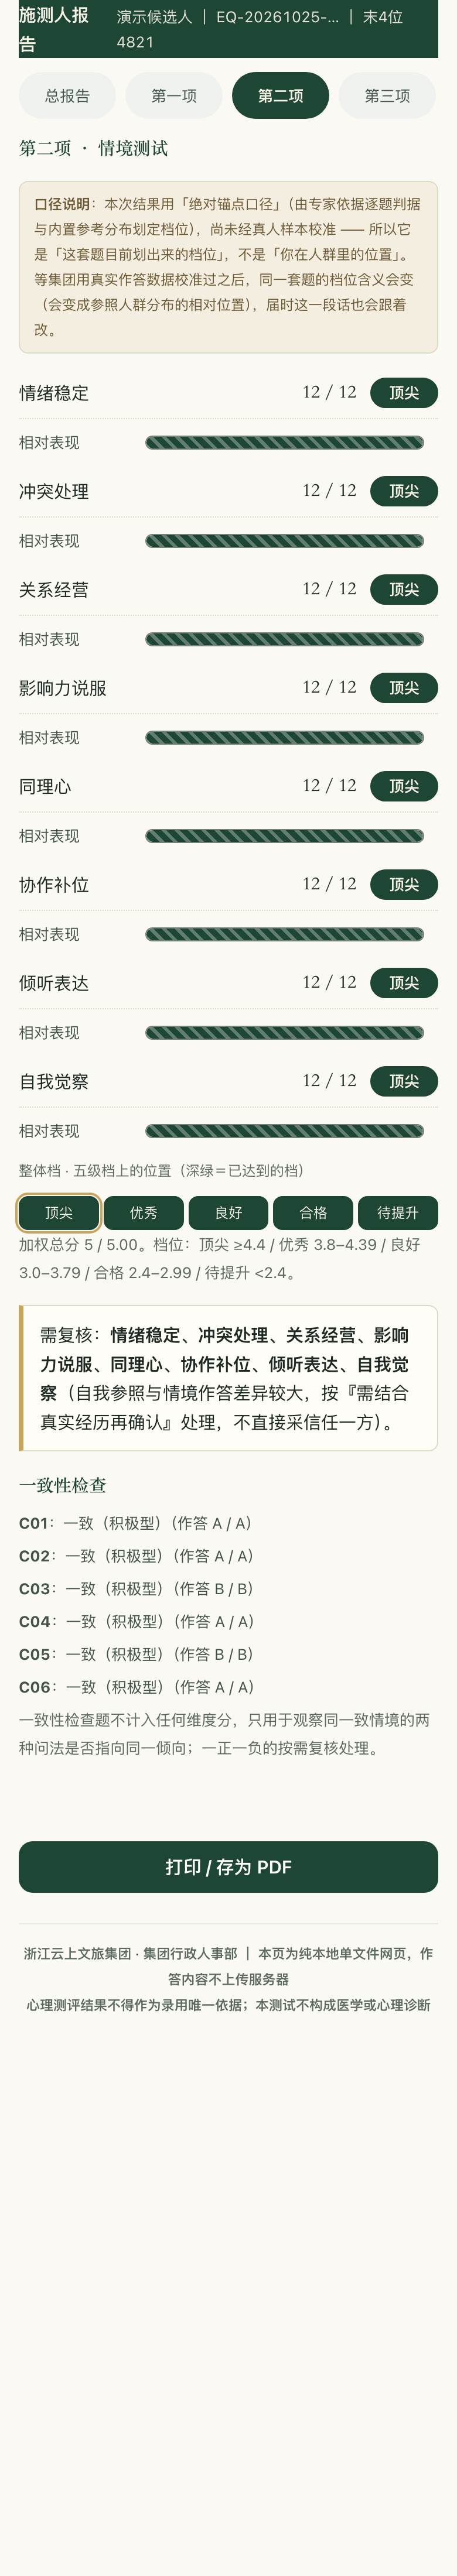 施测人报告
演示候选人 | EQ-20261025-... | 末4位 4821
总报告 第一项 第二项 第三项
第二项 · 情境测试
口径说明：本次结果用「绝对锚点口径」（由专家依据逐题判据
与内置参考分布划定档位），尚未经真人样本校准 —— 所以它
是「这套题目前划出来的档位」，不是「你在人群里的位置」。
等集团用真实作答数据校准过之后，同一套题的档位含义会变
（会变成参照人群分布的相对位置），届时这一段话也会跟着
改。
情绪稳定 12 / 12 顶尖
相对表现
冲突处理 12 / 12 顶尖
相对表现
关系经营 12 / 12 顶尖
相对表现
影响力说服 12 / 12 顶尖
相对表现
同理心 12 / 12 顶尖
相对表现
协作补位 12 / 12 顶尖
相对表现
倾听表达 12 / 12 顶尖
相对表现
自我觉察 12 / 12 顶尖
相对表现
整体档 · 五级档上的位置（深绿＝已达到的档）
顶尖 优秀 良好 合格 待提升
加权总分 5 / 5.00。档位：顶尖 ≥4.4 / 优秀 3.8–4.39 / 良好
3.0–3.79 / 合格 2.4–2.99 / 待提升 <2.4。
需复核：情绪稳定、冲突处理、关系经营、影响
力说服、同理心、协作补位、倾听表达、自我觉
察（自我参照与情境作答差异较大，按『需结合
真实经历再确认』处理，不直接采信任一方）。
一致性检查
C01：一致（积极型）（作答 A / A）
C02：一致（积极型）（作答 A / A）
C03：一致（积极型）（作答 B / B）
C04：一致（积极型）（作答 A / A）
C05：一致（积极型）（作答 B / B）
C06：一致（积极型）（作答 A / A）
一致性检查题不计入任何维度分，只用于观察同一致情境的两
种问法是否指向同一倾向；一正一负的按需复核处理。
打印 / 存为 PDF
浙江云上文旅集团 · 集团行政人事部 | 本页为纯本地单文件网页，作
答内容不上传服务器
心理测评结果不得作为录用唯一依据；本测试不构成医学或心理诊断